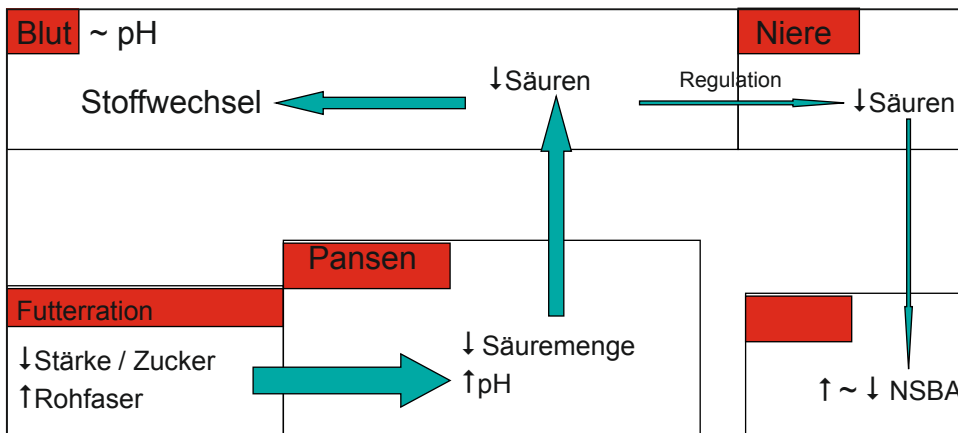 Blut ~ pH
Niere
↓Säuren
Regulation
Stoffwechsel
↓Säuren
Pansen
Futterration
↓Stärke / Zucker
↑Rohfaser
↓ Säuremenge
↑pH
↑ ~ ↓ NSBA